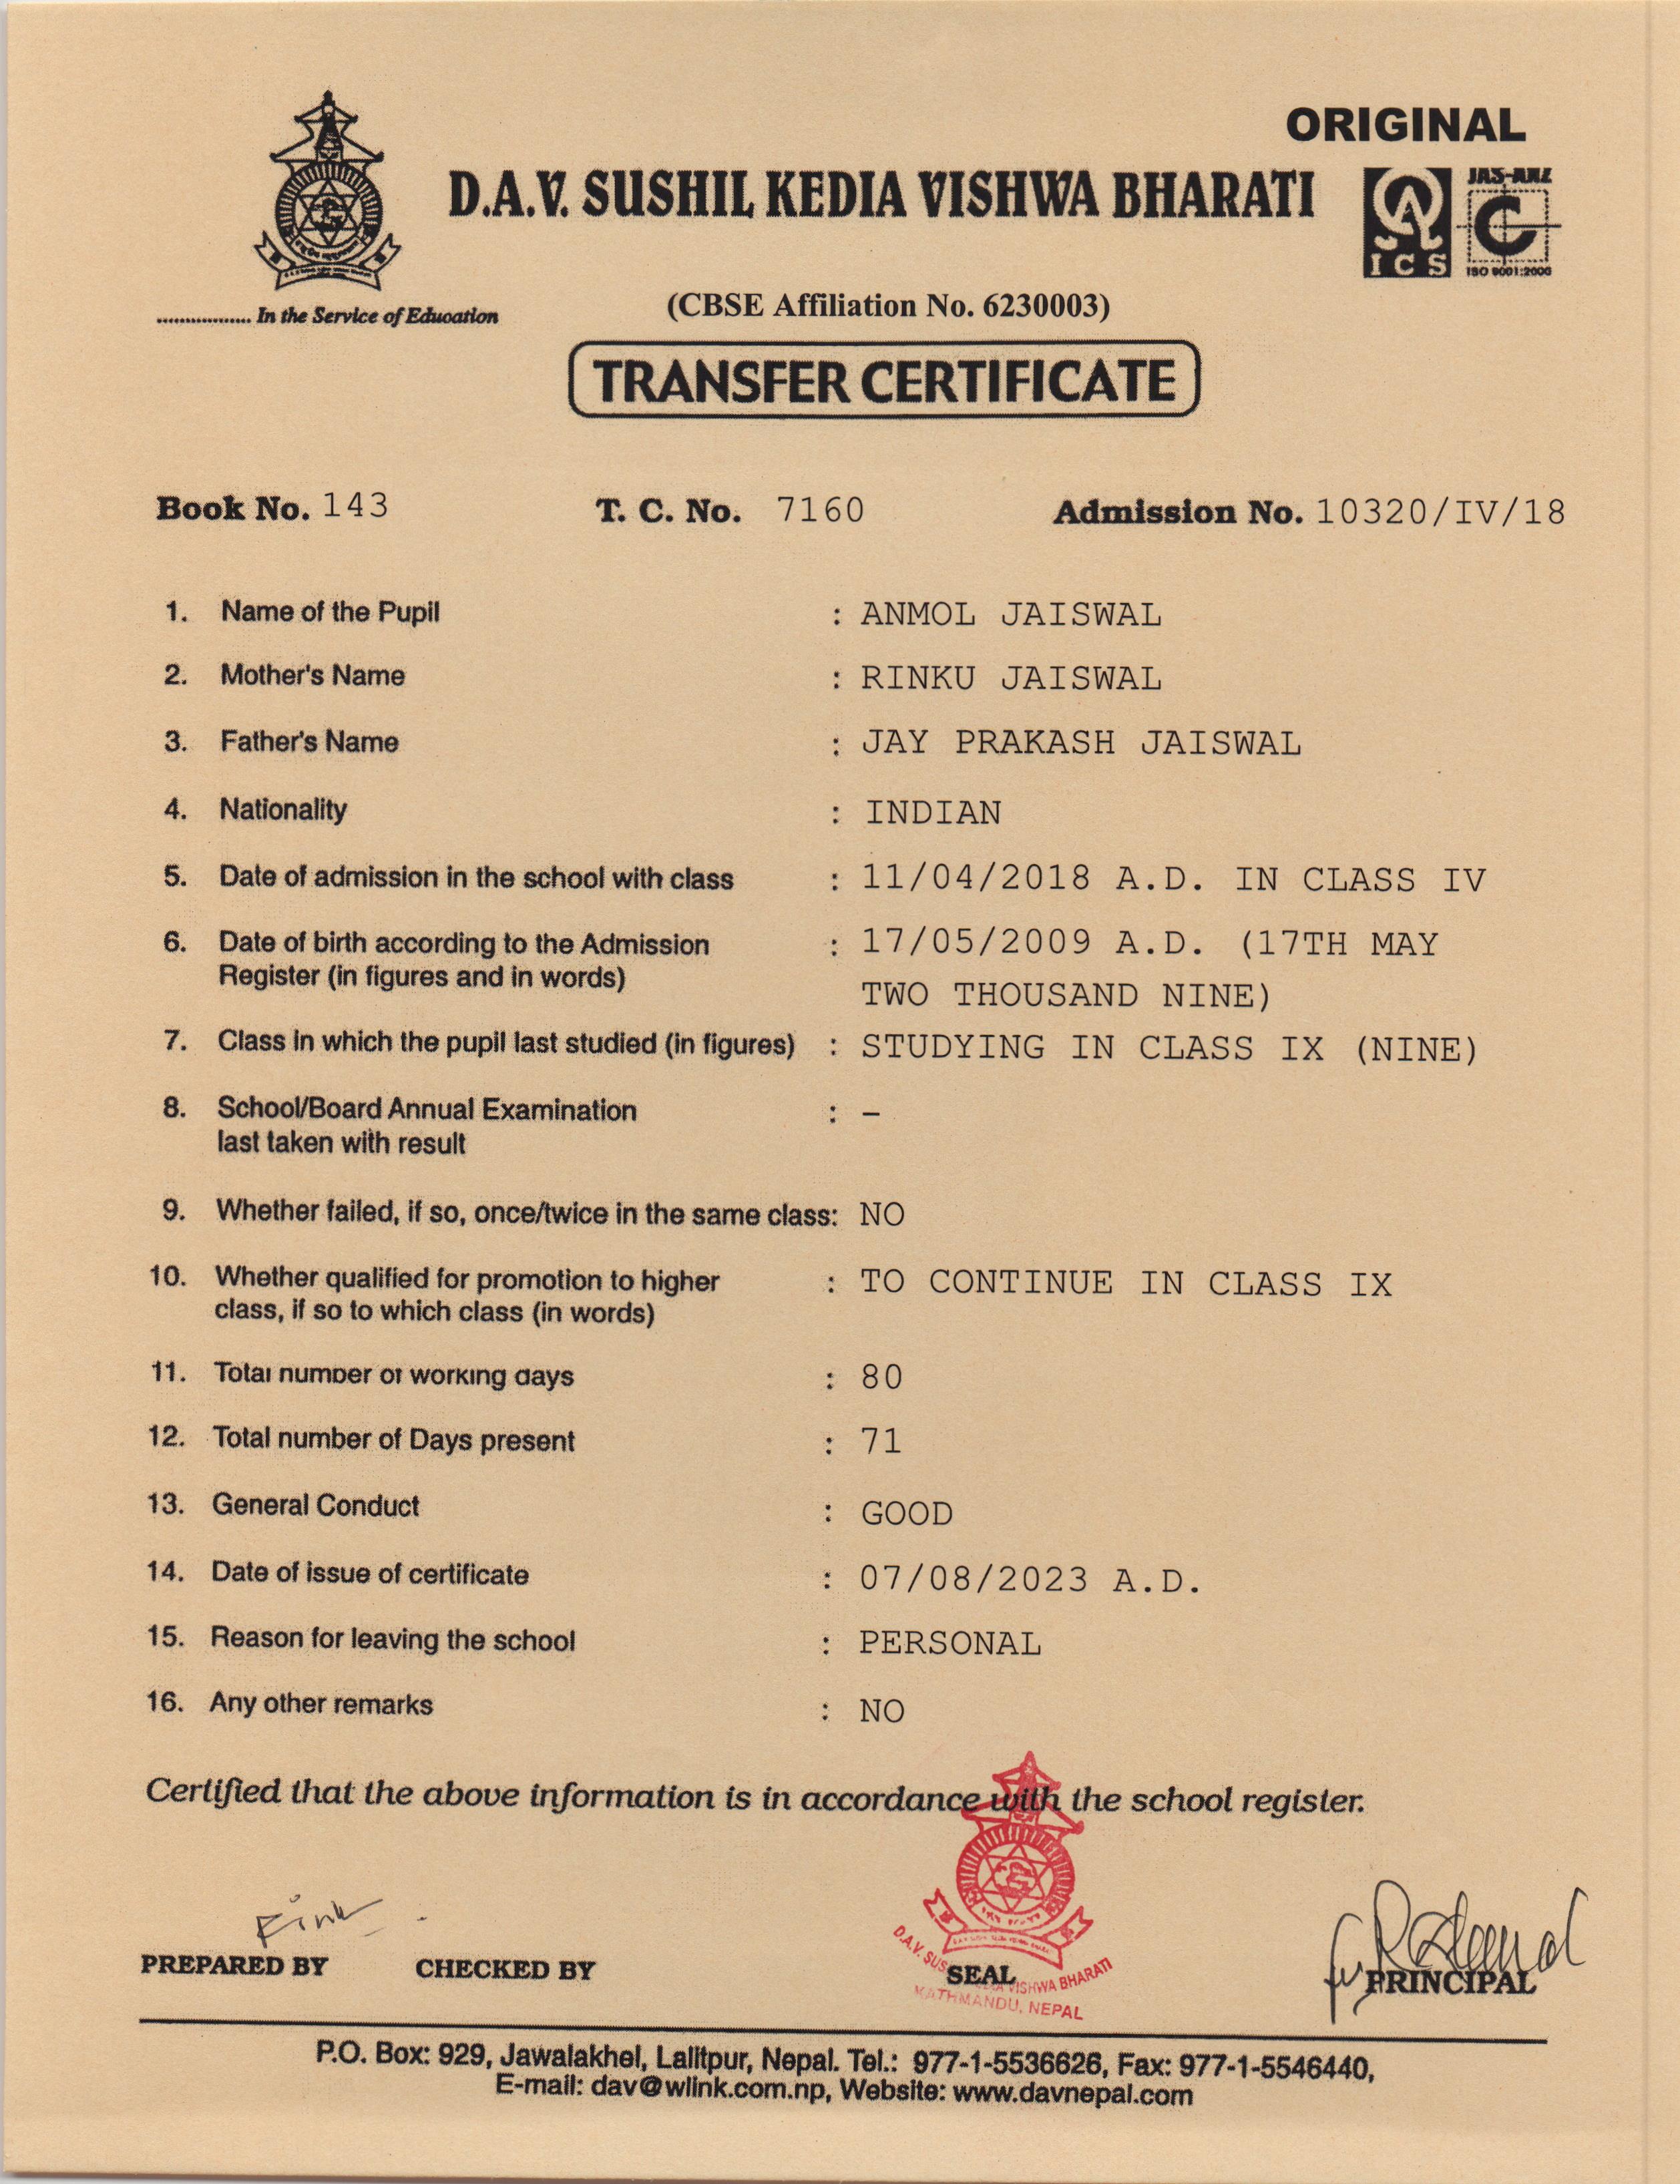 ORIGINAL
D.A.V. SUSHIL KEDIA VISHWA BHARATI
JAS-ANZ
ICS
ISO 9001:2000
................. In the Service of Education
(CBSE Affiliation No. 6230003)
TRANSFER CERTIFICATE
Book No. 143 T. C. No. 7160 Admission No. 10320/IV/18
1. Name of the Pupil : ANMOL JAISWAL
2. Mother's Name : RINKU JAISWAL
3. Father's Name : JAY PRAKASH JAISWAL
4. Nationality : INDIAN
5. Date of admission in the school with class : 11/04/2018 A.D. IN CLASS IV
6. Date of birth according to the Admission : 17/05/2009 A.D. (17TH MAY
Register (in figures and in words) TWO THOUSAND NINE)
7. Class in which the pupil last studied (in figures) : STUDYING IN CLASS IX (NINE)
8. School/Board Annual Examination : –
last taken with result
9. Whether failed, if so, once/twice in the same class: NO
10. Whether qualified for promotion to higher : TO CONTINUE IN CLASS IX
class, if so to which class (in words)
11. Total number of working days : 80
12. Total number of Days present : 71
13. General Conduct : GOOD
14. Date of issue of certificate : 07/08/2023 A.D.
15. Reason for leaving the school : PERSONAL
16. Any other remarks : NO
Certified that the above information is in accordance with the school register.
PREPARED BY CHECKED BY SEAL PRINCIPAL
D.A.V. SUS VISHWA BHARATI
KATHMANDU, NEPAL
P.O. Box: 929, Jawalakhel, Lalitpur, Nepal. Tel.: 977-1-5536626, Fax: 977-1-5546440,
E-mail: dav@wlink.com.np, Website: www.davnepal.com